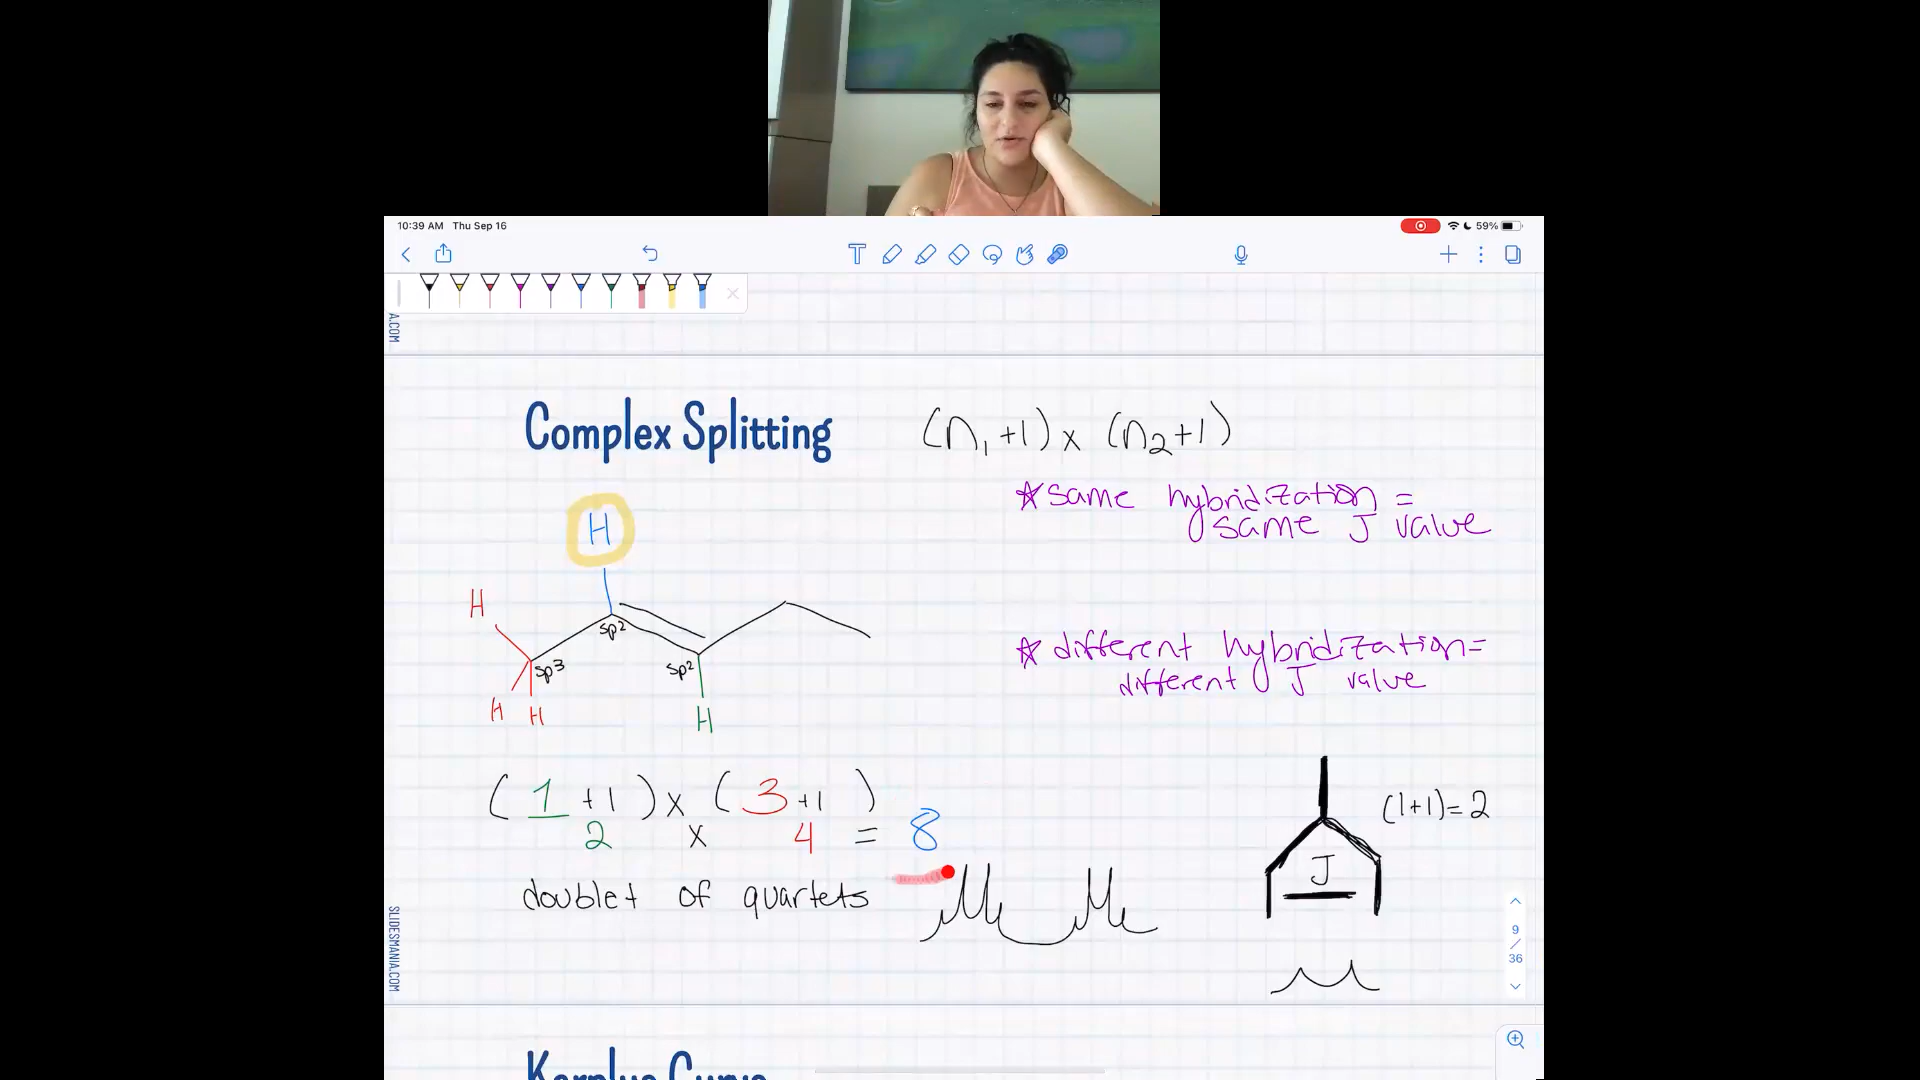 10:39 AM Thu Sep 16
59%
A.COM
Complex Splitting
(n₁+1) x (n₂+1)
*same hybridization =
same J value
H
H
sp2
sp3
sp2
H H
H
*different hybridization=
different J value
(1+1) x (3+1)
2 x 4 = 8
(1+1)=2
J
doublet of quartets
9
/
36
SLIDESMANIA.COM
Karplus Curve